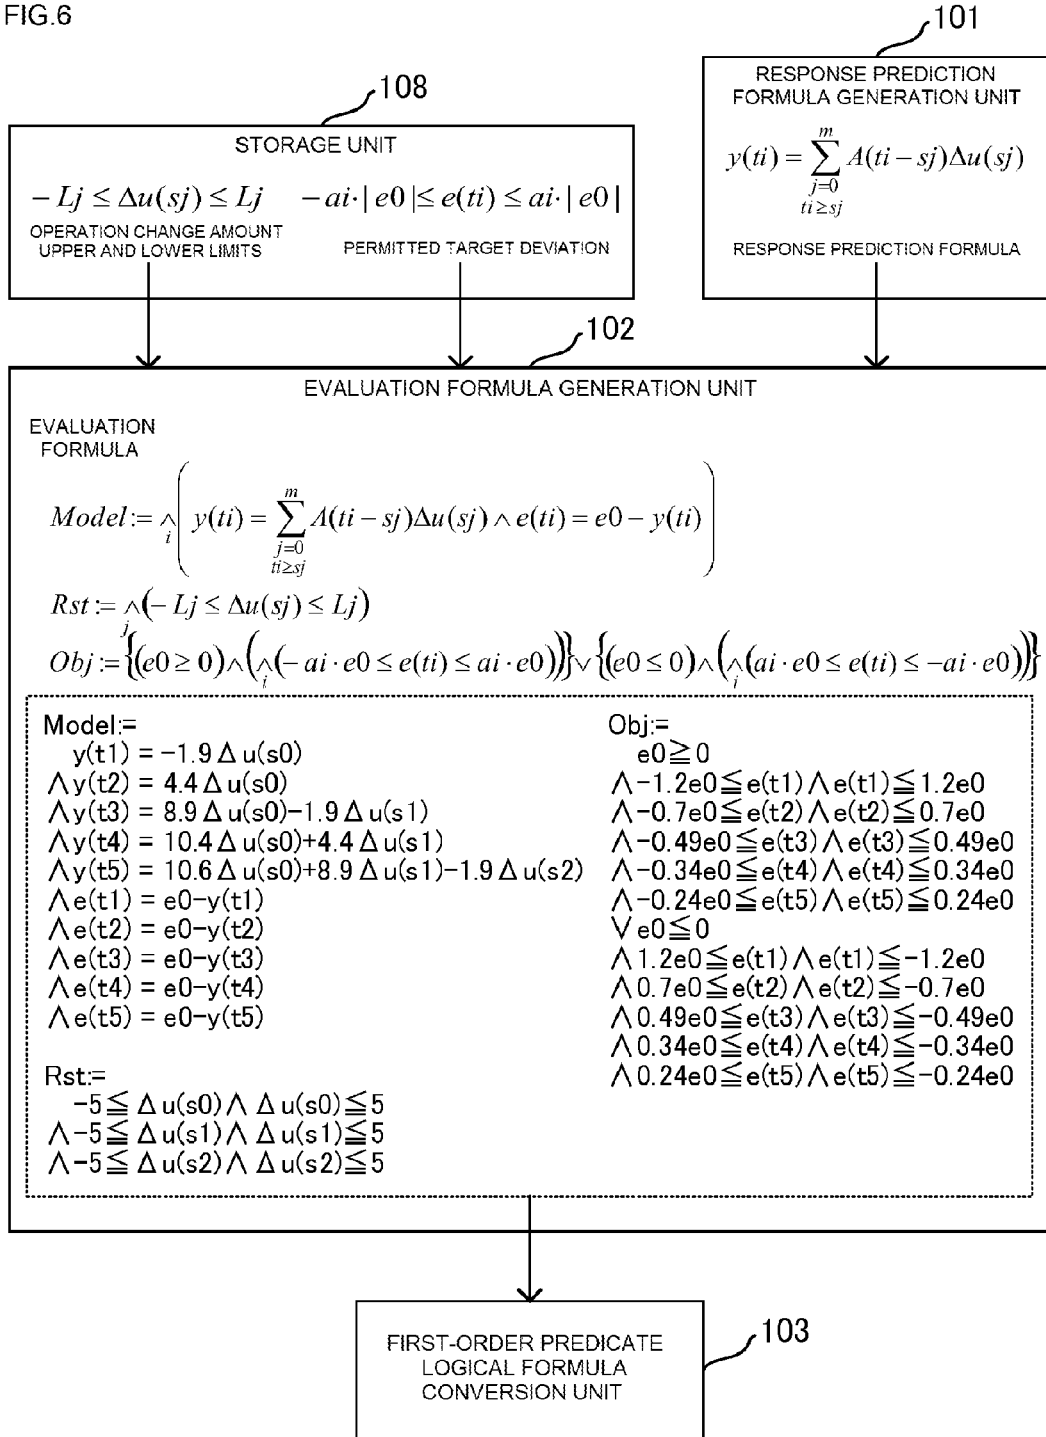 FIG.6
101
RESPONSE PREDICTION
FORMULA GENERATION UNIT
y(ti) = ∑ A(ti − sj)Δu(sj)
m
j=0
ti≥sj
RESPONSE PREDICTION FORMULA
108
STORAGE UNIT
− Lj ≤ Δu(sj) ≤ Lj
OPERATION CHANGE AMOUNT
UPPER AND LOWER LIMITS
− ai· | e0 | ≤ e(ti) ≤ ai· | e0 |
PERMITTED TARGET DEVIATION
102
EVALUATION FORMULA GENERATION UNIT
EVALUATION
FORMULA
Model := ∧i ( y(ti) = ∑ A(ti − sj)Δu(sj) ∧ e(ti) = e0 − y(ti) )
m
j=0
ti≥sj
Rst := ∧j (− Lj ≤ Δu(sj) ≤ Lj)
Obj := {(e0 ≥ 0) ∧ (∧i (−ai · e0 ≤ e(ti) ≤ ai · e0))} ∨ {(e0 ≤ 0) ∧ (∧i (ai · e0 ≤ e(ti) ≤ −ai · e0))}
Model:=
y(t1) = −1.9 Δ u(s0)
∧ y(t2) = 4.4 Δ u(s0)
∧ y(t3) = 8.9 Δ u(s0)−1.9 Δ u(s1)
∧ y(t4) = 10.4 Δ u(s0)+4.4 Δ u(s1)
∧ y(t5) = 10.6 Δ u(s0)+8.9 Δ u(s1)−1.9 Δ u(s2)
∧ e(t1) = e0−y(t1)
∧ e(t2) = e0−y(t2)
∧ e(t3) = e0−y(t3)
∧ e(t4) = e0−y(t4)
∧ e(t5) = e0−y(t5)
Rst:=
−5≦ Δ u(s0)∧ Δ u(s0)≦5
∧ −5≦ Δ u(s1)∧ Δ u(s1)≦5
∧ −5≦ Δ u(s2)∧ Δ u(s2)≦5
Obj:=
e0≧0
∧ −1.2e0≦e(t1)∧e(t1)≦1.2e0
∧ −0.7e0≦e(t2)∧e(t2)≦0.7e0
∧ −0.49e0≦e(t3)∧e(t3)≦0.49e0
∧ −0.34e0≦e(t4)∧e(t4)≦0.34e0
∧ −0.24e0≦e(t5)∧e(t5)≦0.24e0
∨ e0≦0
∧ 1.2e0≦e(t1)∧e(t1)≦−1.2e0
∧ 0.7e0≦e(t2)∧e(t2)≦−0.7e0
∧ 0.49e0≦e(t3)∧e(t3)≦−0.49e0
∧ 0.34e0≦e(t4)∧e(t4)≦−0.34e0
∧ 0.24e0≦e(t5)∧e(t5)≦−0.24e0
103
FIRST-ORDER PREDICATE
LOGICAL FORMULA
CONVERSION UNIT